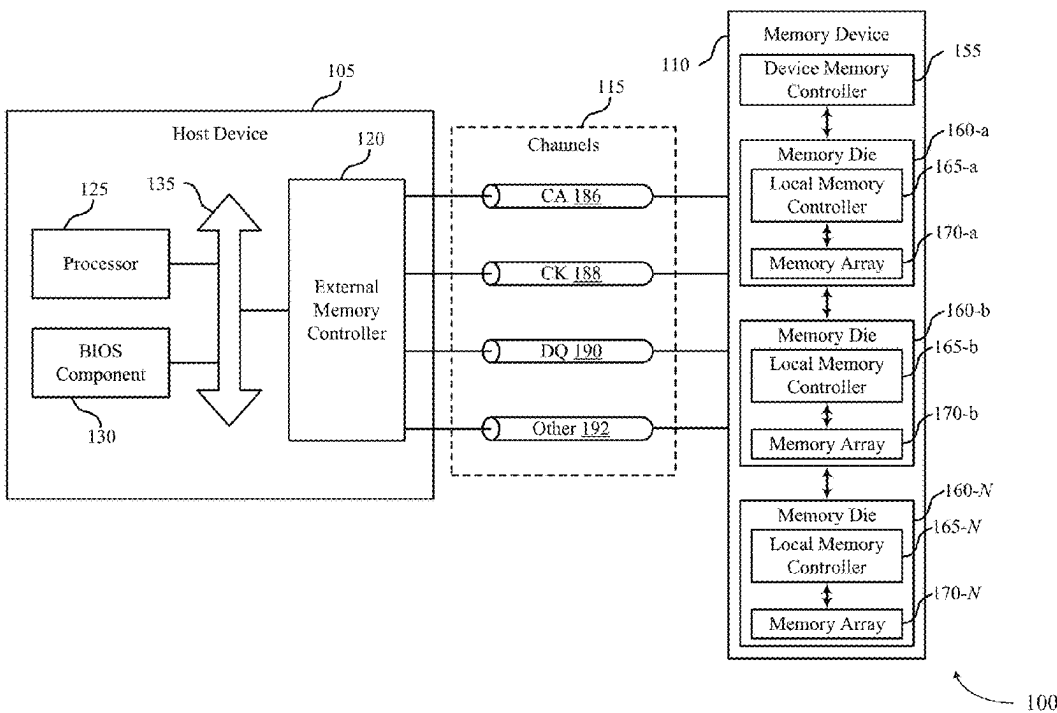 105
Host Device
125
135
120
Processor
External
Memory
Controller
BIOS
Component
130
115
Channels
CA 186
CK 188
DQ 190
Other 192
110
Memory Device
155
Device Memory
Controller
160-a
Memory Die
165-a
Local Memory
Controller
170-a
Memory Array
160-b
Memory Die
165-b
Local Memory
Controller
170-b
Memory Array
160-N
Memory Die
165-N
Local Memory
Controller
170-N
Memory Array
100